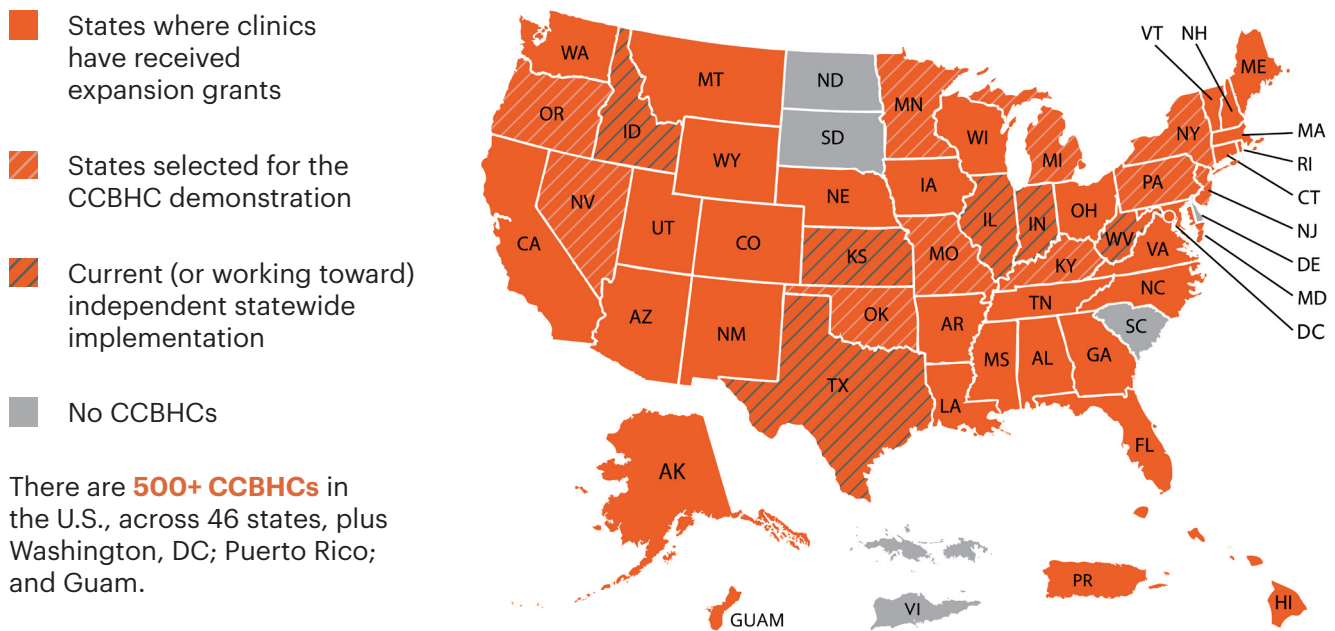 States where clinics
have received
expansion grants
States selected for the
CCBHC demonstration
Current (or working toward)
independent statewide
implementation
No CCBHCs
There are 500+ CCBHCs in
the U.S., across 46 states, plus
Washington, DC; Puerto Rico;
and Guam.
VT
NH
WA
MT
ND
ME
OR
ID
MN
SD
WI
NY
MA
MI
WY
RI
IA
PA
NE
CT
NV
OH
NJ
IL
IN
UT
CO
WV
DE
CA
VA
KS
MO
KY
MD
NC
TN
DC
OK
AZ
NM
AR
SC
MS
AL
GA
TX
LA
FL
AK
PR
VI
HI
GUAM